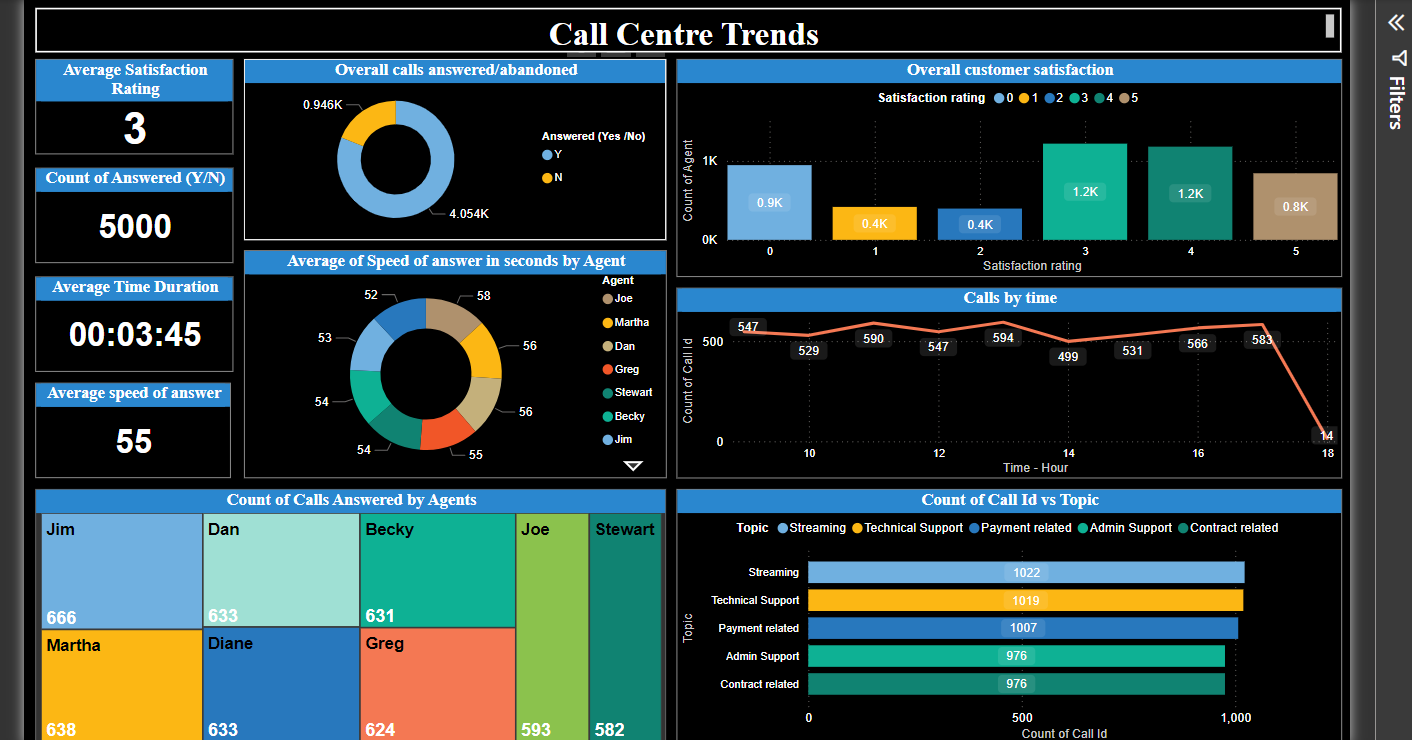 Call Centre Trends
Filters
Average Satisfaction
Rating
3
Count of Answered (Y/N)
5000
Average Time Duration
00:03:45
Average speed of answer
55
Overall calls answered/abandoned
0.946K
4.054K
Answered (Yes /No)
Y
N
Average of Speed of answer in seconds by Agent
52
58
53
56
54
56
54
55
Agent
Joe
Martha
Dan
Greg
Stewart
Becky
Jim
Overall customer satisfaction
Satisfaction rating 0 1 2 3 4 5
Count of Agent
1K
0K
0.9K
0.4K
0.4K
1.2K
1.2K
0.8K
0 1 2 3 4 5
Satisfaction rating
Calls by time
Count of Call Id
500
0
547
529
590
547
594
499
531
566
583
14
10 12 14 16 18
Time - Hour
Count of Calls Answered by Agents
Jim
666
Dan
633
Becky
631
Joe
593
Stewart
582
Martha
638
Diane
633
Greg
624
Count of Call Id vs Topic
Topic Streaming Technical Support Payment related Admin Support Contract related
Topic
Streaming 1022
Technical Support 1019
Payment related 1007
Admin Support 976
Contract related 976
0 500 1,000
Count of Call Id